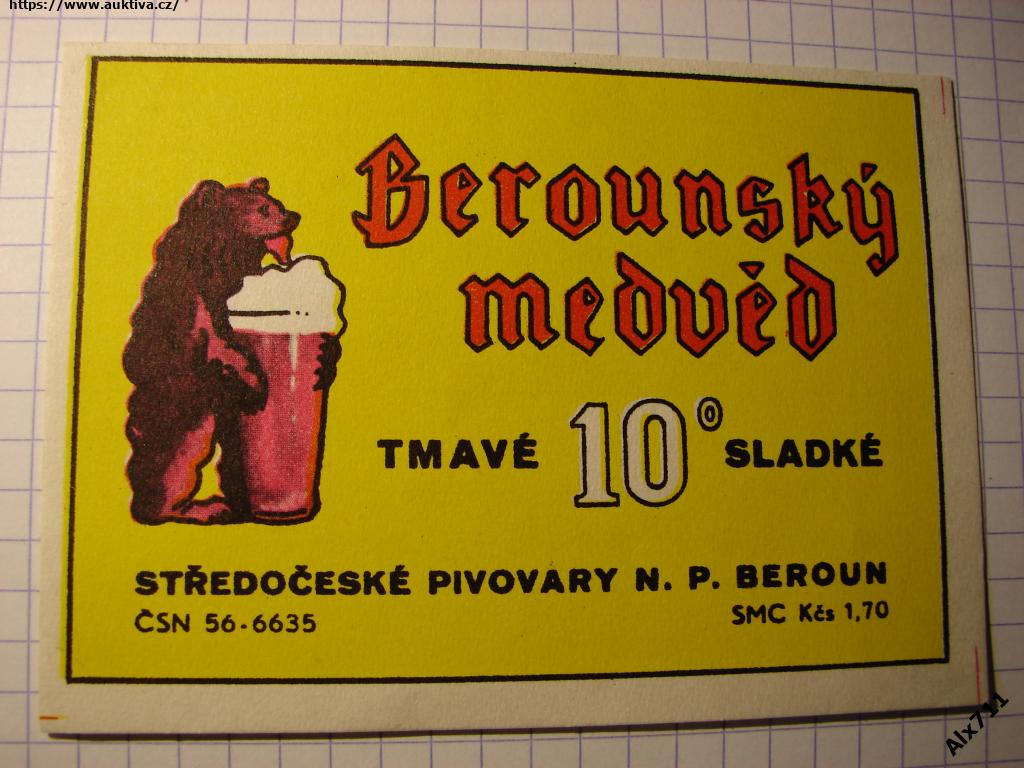 https://www.auktiva.cz/
Berounský
medvěd
TMAVÉ 10° SLADKÉ
STŘEDOČESKÉ PIVOVARY N. P. BEROUN
ČSN 56-6635
SMC Kčs 1,70
Alx711